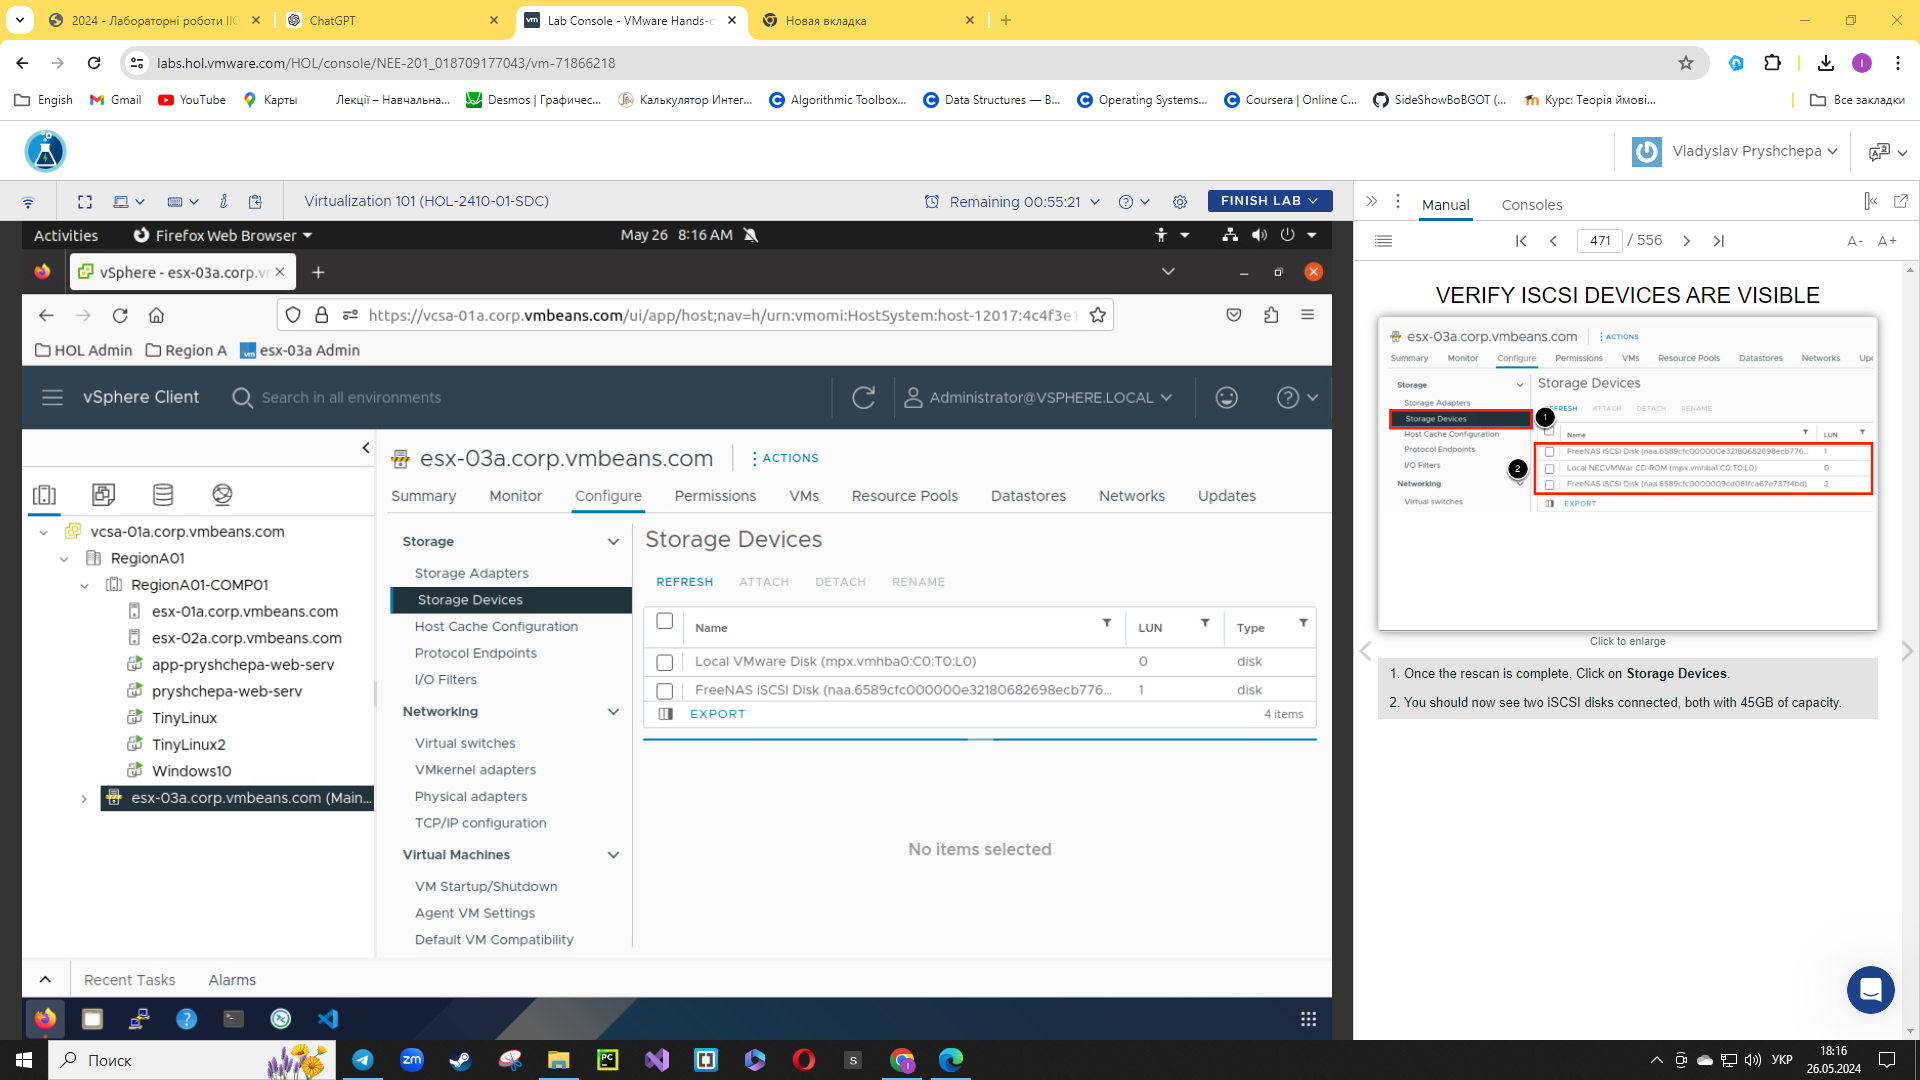 2024 - Лабораторні роботи ІІС
ChatGPT
Lab Console - VMware Hands-o
Новая вкладка
labs.hol.vmware.com/HOL/console/NEE-201_018709177043/vm-71866218
Engish
Gmail
YouTube
Карты
Лекції – Навчальна...
Desmos | Графичес...
Калькулятор Интег...
Algorithmic Toolbox...
Data Structures — В...
Operating Systems...
Coursera | Online C...
SideShowBoBGOT (...
Курс: Теорія ймові...
Все закладки
Vladyslav Pryshchepa
Virtualization 101 (HOL-2410-01-SDC)
Remaining 00:55:21
FINISH LAB
Manual
Consoles
Activities
Firefox Web Browser
May 26 8:16 AM
471 / 556
A-
A+
vSphere - esx-03a.corp.v
https://vcsa-01a.corp.vmbeans.com/ui/app/host;nav=h/urn:vmomi:HostSystem:host-12017:4c4f3e1
HOL Admin
Region A
esx-03a Admin
vSphere Client
Search in all environments
Administrator@VSPHERE.LOCAL
vcsa-01a.corp.vmbeans.com
RegionA01
RegionA01-COMP01
esx-01a.corp.vmbeans.com
esx-02a.corp.vmbeans.com
app-pryshchepa-web-serv
pryshchepa-web-serv
TinyLinux
TinyLinux2
Windows10
esx-03a.corp.vmbeans.com (Main...
esx-03a.corp.vmbeans.com
ACTIONS
Summary
Monitor
Configure
Permissions
VMs
Resource Pools
Datastores
Networks
Updates
Storage
Storage Adapters
Storage Devices
Host Cache Configuration
Protocol Endpoints
I/O Filters
Networking
Virtual switches
VMkernel adapters
Physical adapters
TCP/IP configuration
Virtual Machines
VM Startup/Shutdown
Agent VM Settings
Default VM Compatibility
Storage Devices
REFRESH
ATTACH
DETACH
RENAME
Name
LUN
Type
Local VMware Disk (mpx.vmhba0:C0:T0:L0)
0
disk
FreeNAS iSCSI Disk (naa.6589cfc000000e32180682698ecb776...
1
disk
EXPORT
4 items
No items selected
Recent Tasks
Alarms
VERIFY ISCSI DEVICES ARE VISIBLE
esx-03a.corp.vmbeans.com
ACTIONS
Summary
Monitor
Configure
Permissions
VMs
Resource Pools
Datastores
Networks
Upd
Storage
Storage Adapters
Storage Devices
Host Cache Configuration
Protocol Endpoints
I/O Filters
Networking
Virtual switches
Storage Devices
1
EFRESH
ATTACH
DETACH
RENAME
Name
LUN
2
FreeNAS iSCSI Disk (naa.6589cfc000000e32180682698ecb776...
1
Local NECVMWar CD-ROM (mpx.vmhba1:C0:T0:L0)
0
FreeNAS iSCSI Disk (naa.6589cfc0000009cd061fca67e737f4bd)
2
EXPORT
Click to enlarge
1. Once the rescan is complete, Click on Storage Devices.
2. You should now see two iSCSI disks connected, both with 45GB of capacity.
Поиск
УКР
18:16
26.05.2024